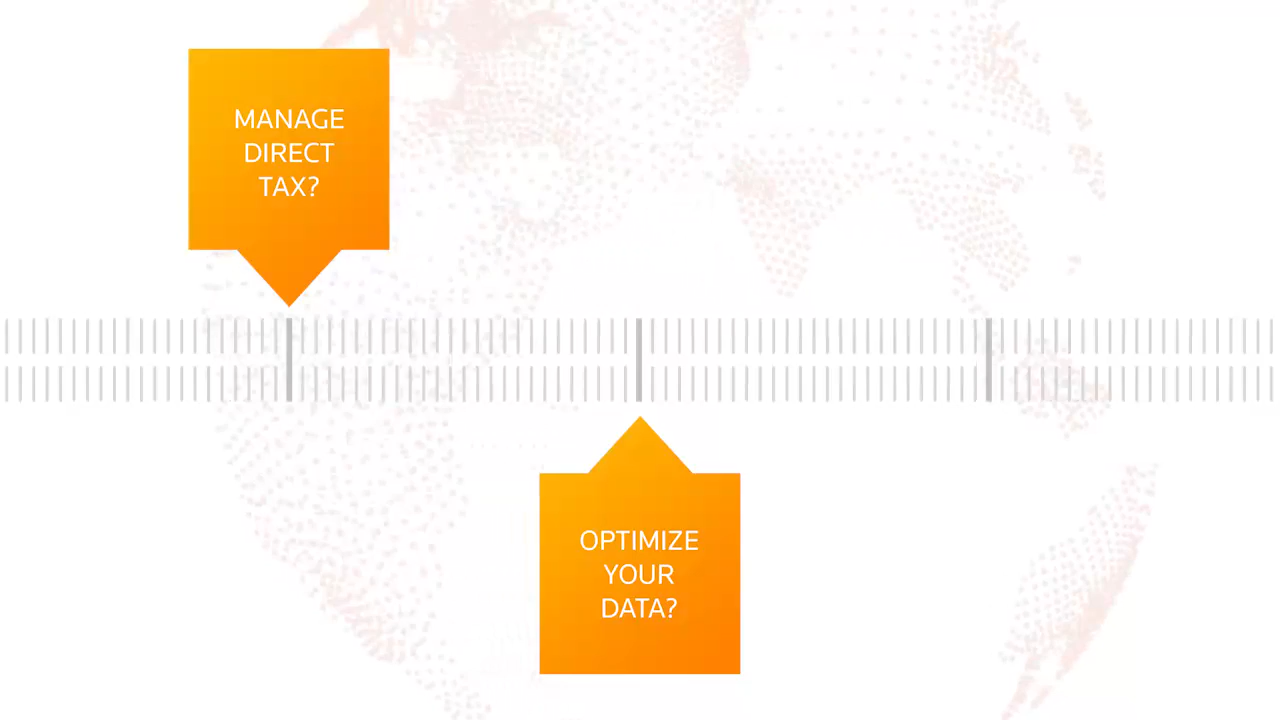 MANAGE
DIRECT
TAX?
OPTIMIZE
YOUR
DATA?